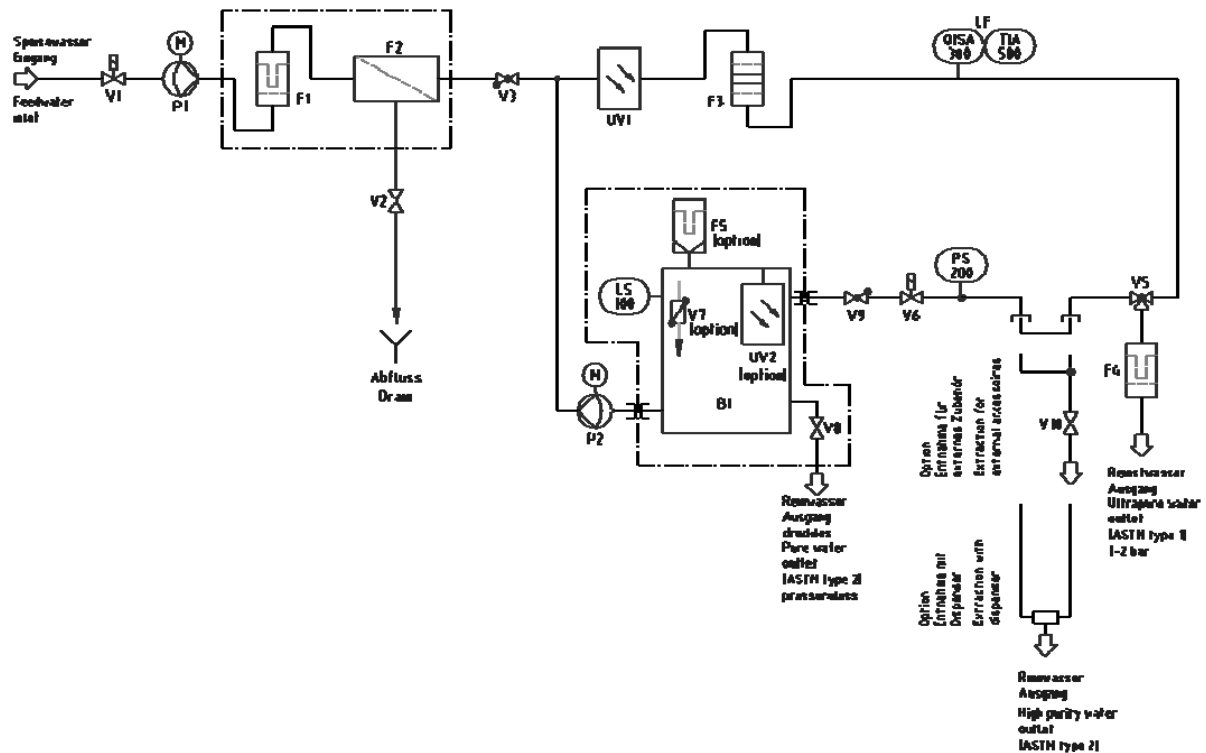 Speisewasser
Eingang
Feedwater
inlet
V1
M
P1
F1
F2
V2
Abfluss
Drain
V3
UV1
F3
LF
QISA
300
TIA
500
F5
(option)
LS
100
V7
(option)
UV2
(option)
B1
M
P2
V8
V9
V6
PS
200
V5
F4
V10
Option
Entnahme für
externes Zubehör
Extraction for
external accessoires
Option
Entnahme mit
Dispenser
Extraction with
dispenser
Reinwasser
Ausgang
drucklos
Pure water
outlet
(ASTM type 2)
pressureless
Reinstwasser
Ausgang
Ultrapure water
outlet
(ASTM type 1)
1-2 bar
Reinwasser
Ausgang
High purity water
outlet
(ASTM type 2)